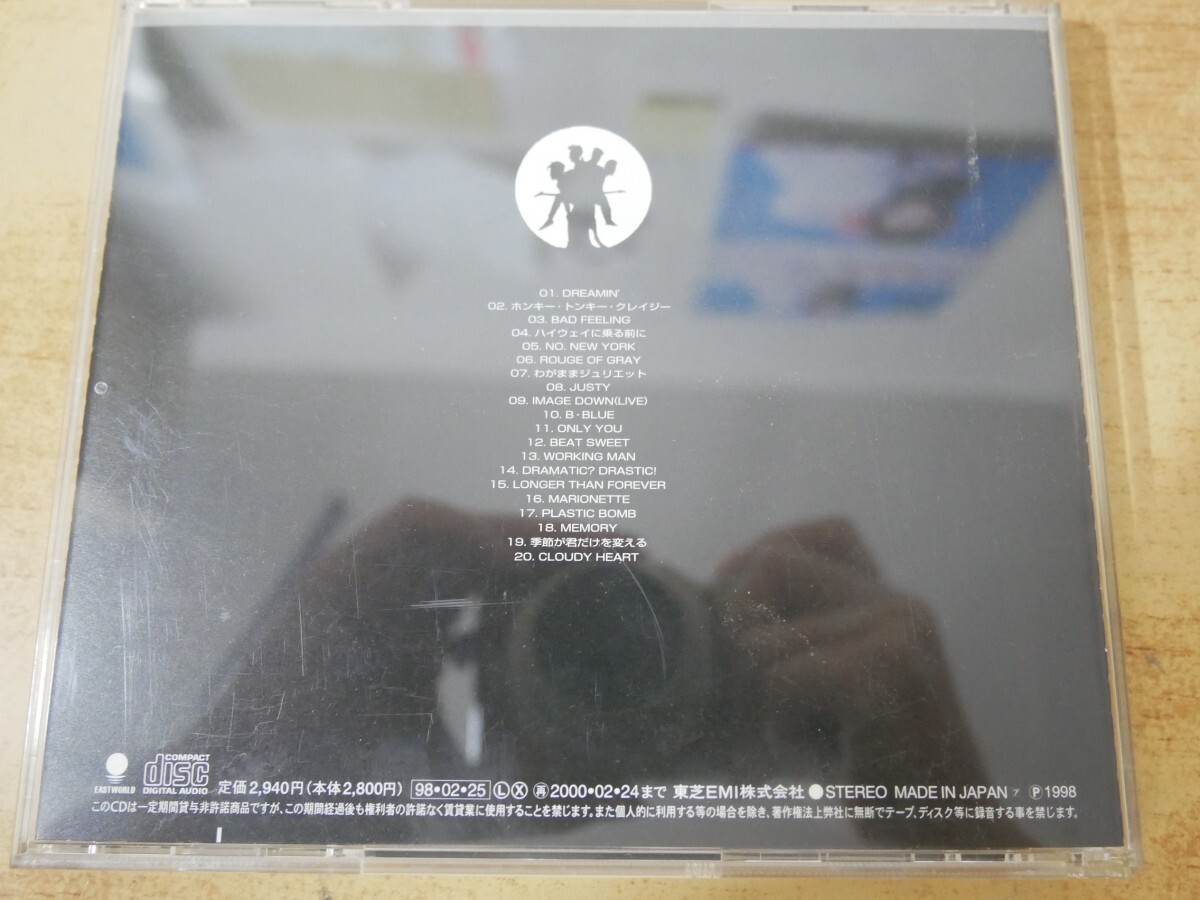 01. DREAMIN'
02. ホンキー・トンキー・クレイジー
03. BAD FEELING
04. ハイウェイに乗る前に
05. NO. NEW YORK
06. ROUGE OF GRAY
07. わがままジュリエット
08. JUSTY
09. IMAGE DOWN(LIVE)
10. B・BLUE
11. ONLY YOU
12. BEAT SWEET
13. WORKING MAN
14. DRAMATIC? DRASTIC!
15. LONGER THAN FOREVER
16. MARIONETTE
17. PLASTIC BOMB
18. MEMORY
19. 季節が君だけを変える
20. CLOUDY HEART
EASTWORLD COMPACT disc DIGITAL AUDIO 定価2,940円(本体2,800円) 98・02・25 Ⓛ Ⓧ 再 2000・02・24まで 東芝EMI株式会社 ●STEREO MADE IN JAPAN ァ Ⓟ 1998
このCDは一定期間貸与非許諾商品ですが、この期間経過後も権利者の許諾なく賃貸業に使用することを禁じます。また個人的に利用する等の場合を除き、著作権法上弊社に無断でテープ、ディスク等に録音する事を禁じます。